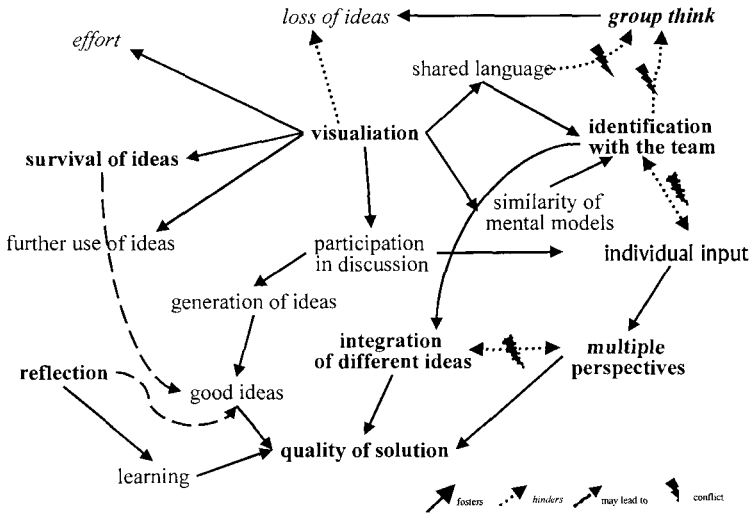 loss of ideas
group think
effort
shared language
visualiation
identification
with the team
survival of ideas
similarity of
mental models
further use of ideas
participation
in discussion
individual input
generation of ideas
integration
of different ideas
multiple
perspectives
reflection
good ideas
quality of solution
learning
fosters
hinders
may lead to
conflict